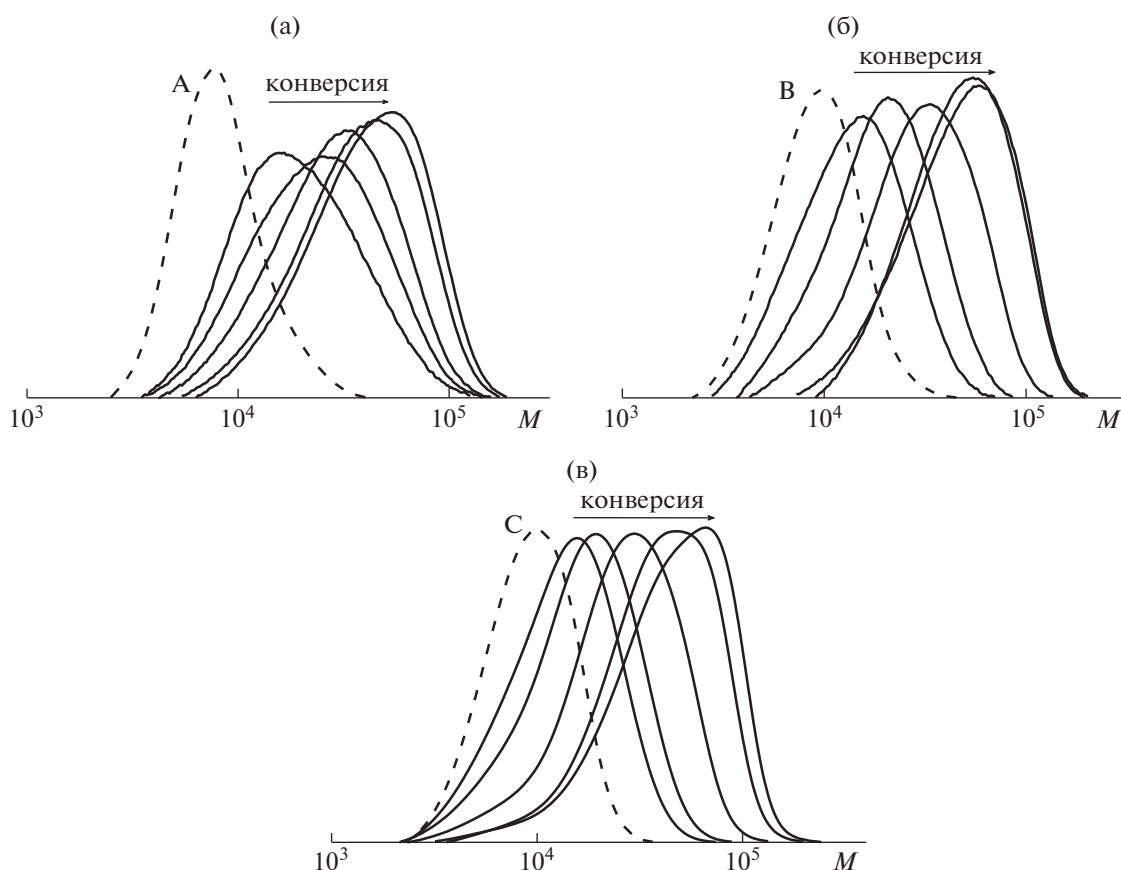 (а)
А
конверсия
10³ 10⁴ 10⁵ M
(б)
В
конверсия
10³ 10⁴ 10⁵ M
(в)
С
конверсия
10³ 10⁴ 10⁵ M